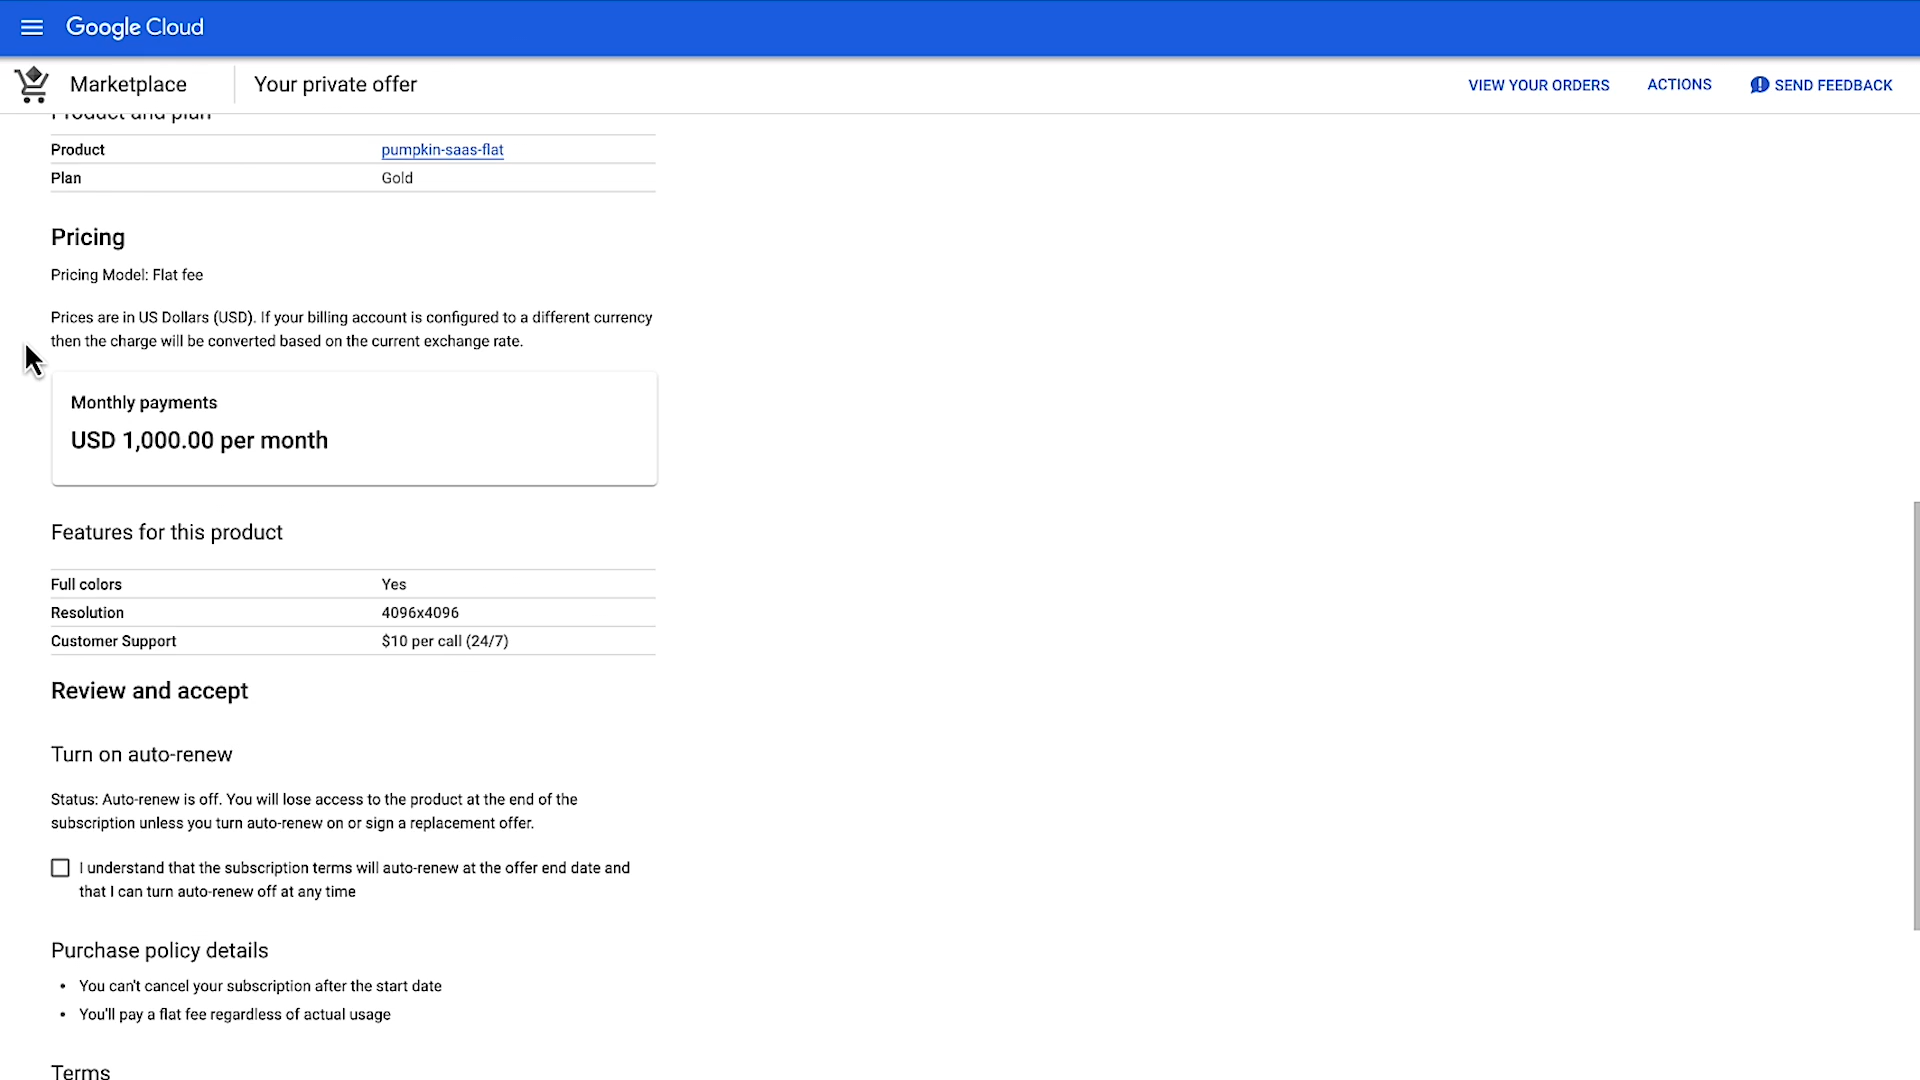 Google Cloud
Marketplace
Your private offer
VIEW YOUR ORDERS
ACTIONS
SEND FEEDBACK
Product and plan
Product pumpkin-saas-flat
Plan Gold
Pricing
Pricing Model: Flat fee
Prices are in US Dollars (USD). If your billing account is configured to a different currency
then the charge will be converted based on the current exchange rate.
Monthly payments
USD 1,000.00 per month
Features for this product
Full colors Yes
Resolution 4096x4096
Customer Support $10 per call (24/7)
Review and accept
Turn on auto-renew
Status: Auto-renew is off. You will lose access to the product at the end of the
subscription unless you turn auto-renew on or sign a replacement offer.
I understand that the subscription terms will auto-renew at the offer end date and
that I can turn auto-renew off at any time
Purchase policy details
• You can't cancel your subscription after the start date
• You'll pay a flat fee regardless of actual usage
Terms